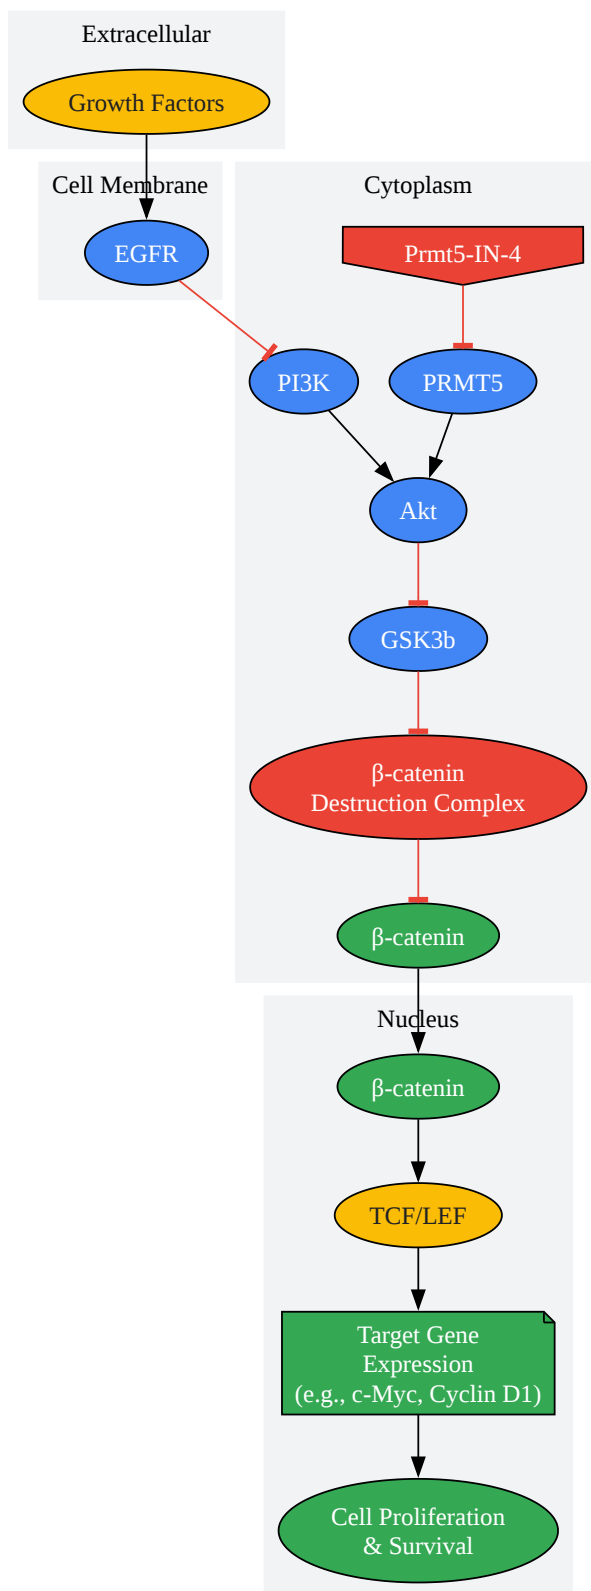 Extracellular
Growth Factors
Cell Membrane
Cytoplasm
EGFR
Prmt5-IN-4
PI3K
PRMT5
Akt
GSK3b
β-catenin
Destruction Complex
β-catenin
Nucleus
β-catenin
TCF/LEF
Target Gene
Expression
(e.g., c-Myc, Cyclin D1)
Cell Proliferation
& Survival